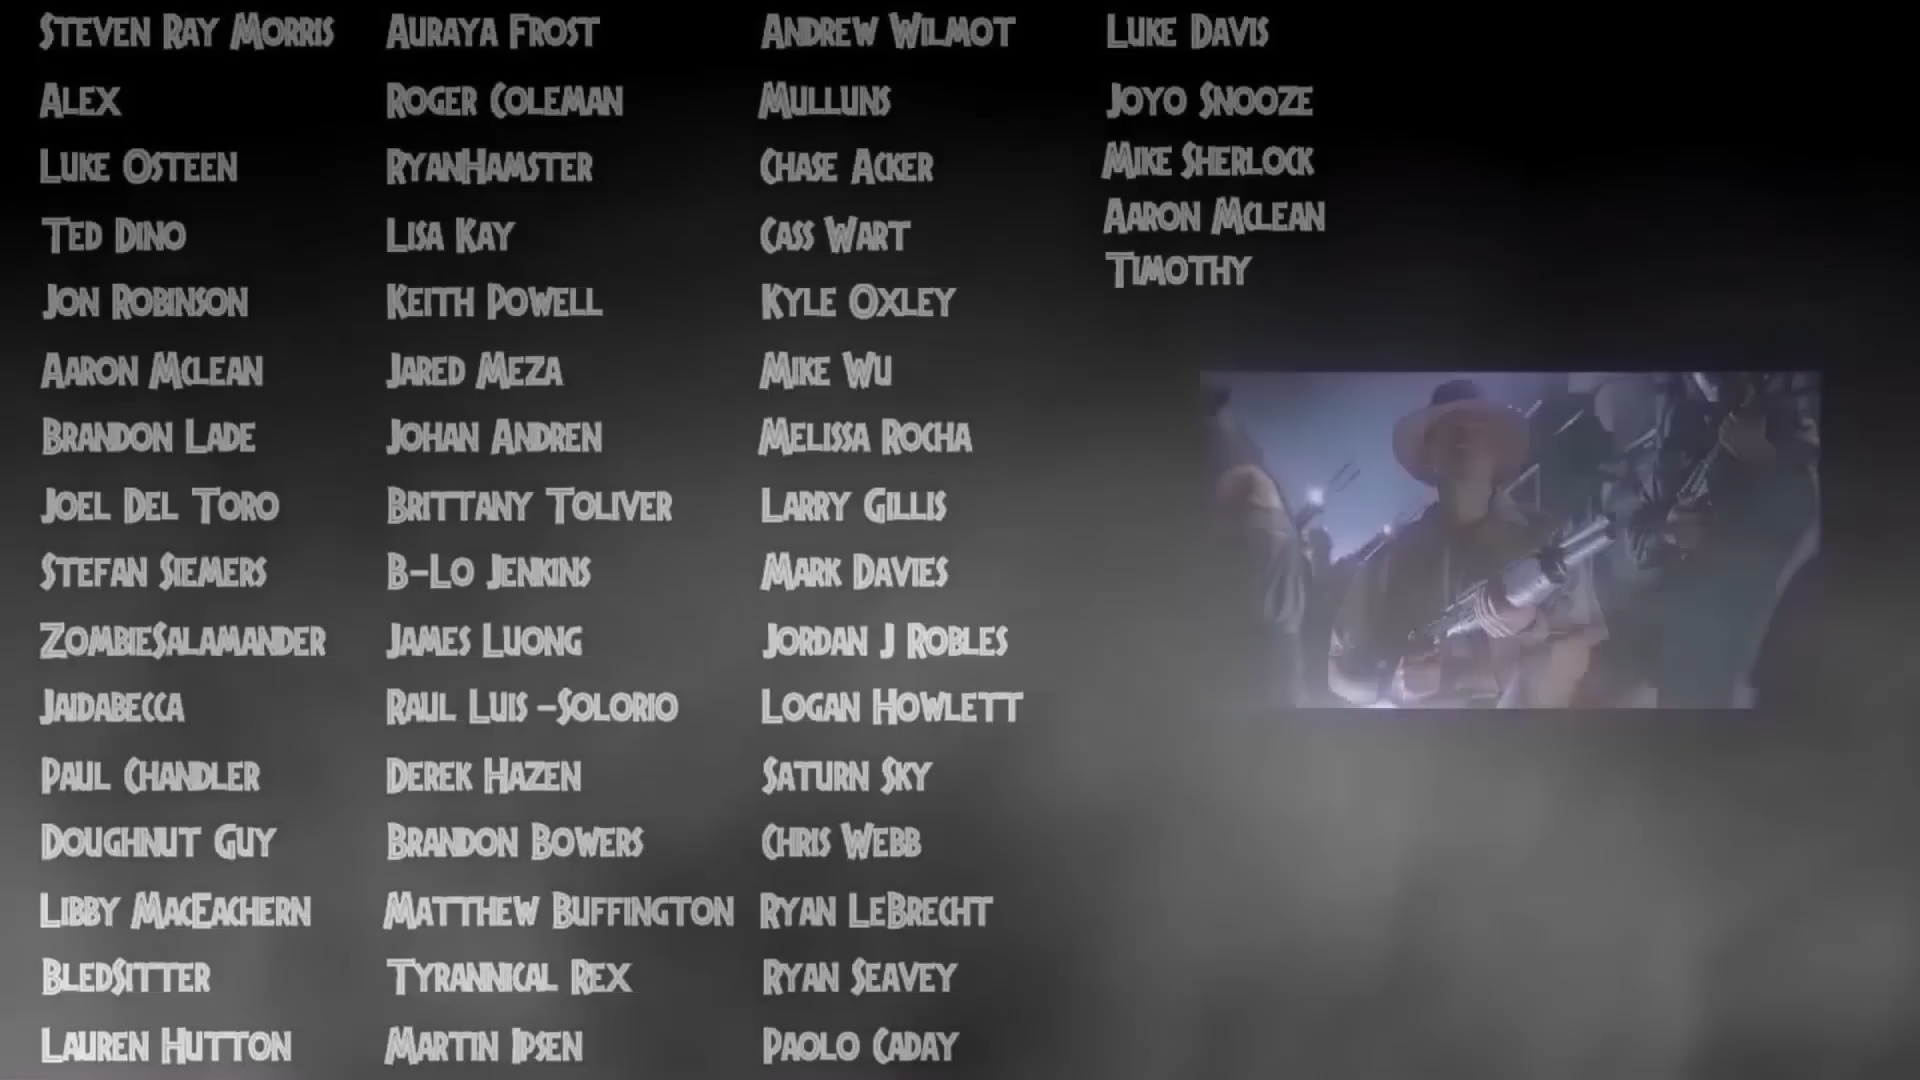 Steven Ray Morris
Alex
Luke Osteen
Ted Dino
Jon Robinson
Aaron McLean
Brandon Lade
Joel Del Toro
Stefan Siemers
ZombieSalamander
Jaidabecca
Paul Chandler
Doughnut Guy
Libby MacEachern
BledSitter
Lauren Hutton
Auraya Frost
Roger Coleman
RyanHamster
Lisa Kay
Keith Powell
Jared Meza
Johan Andren
Brittany Toliver
B-Lo Jenkins
James Luong
Raul Luis -Solorio
Derek Hazen
Brandon Bowers
Matthew Buffington
Tyrannical Rex
Martin Ipsen
Andrew Wilmot
Mulluns
Chase Acker
Cass Wart
Kyle Oxley
Mike Wu
Melissa Rocha
Larry Gillis
Mark Davies
Jordan J Robles
Logan Howlett
Saturn Sky
Chris Webb
Ryan LeBrecht
Ryan Seavey
Paolo Caday
Luke Davis
Joyo Snooze
Mike Sherlock
Aaron Mclean
Timothy